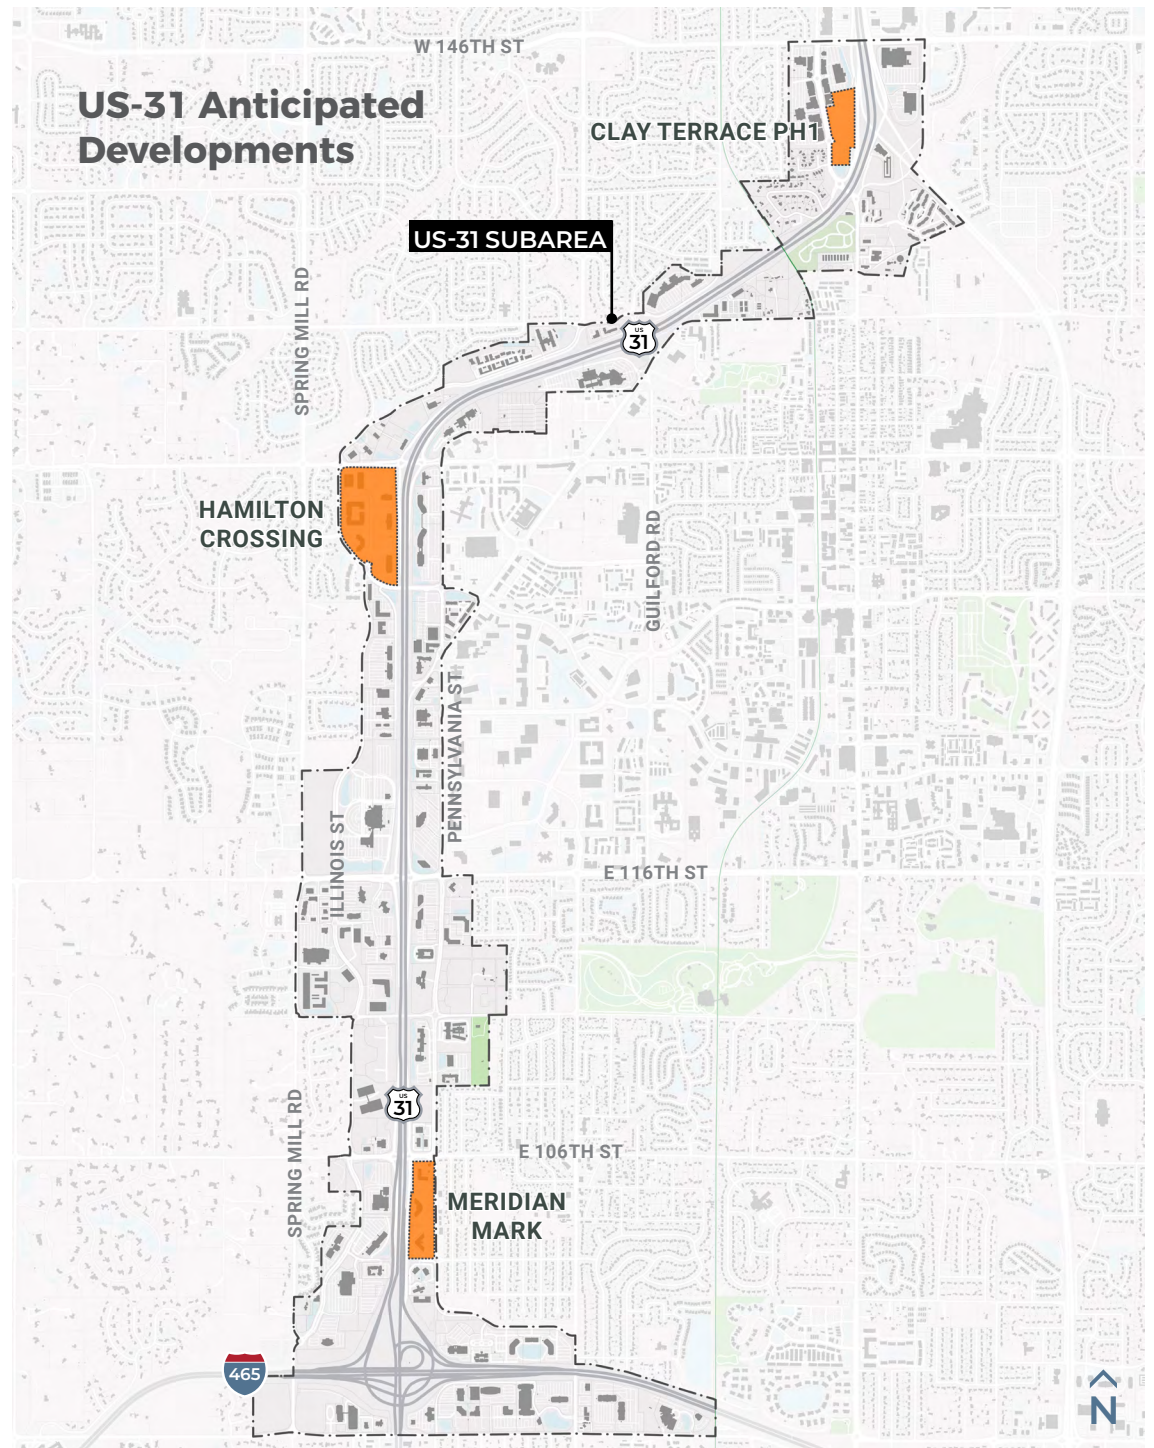 W 146TH ST
US-31 Anticipated
Developments
CLAY TERRACE PH1
US-31 SUBAREA
SPRING MILL RD
US
31
HAMILTON
CROSSING
GUILFORD RD
PENNSYLVANIA ST
ILLINOIS ST
E 116TH ST
US
31
SPRING MILL RD
E 106TH ST
MERIDIAN
MARK
465
N